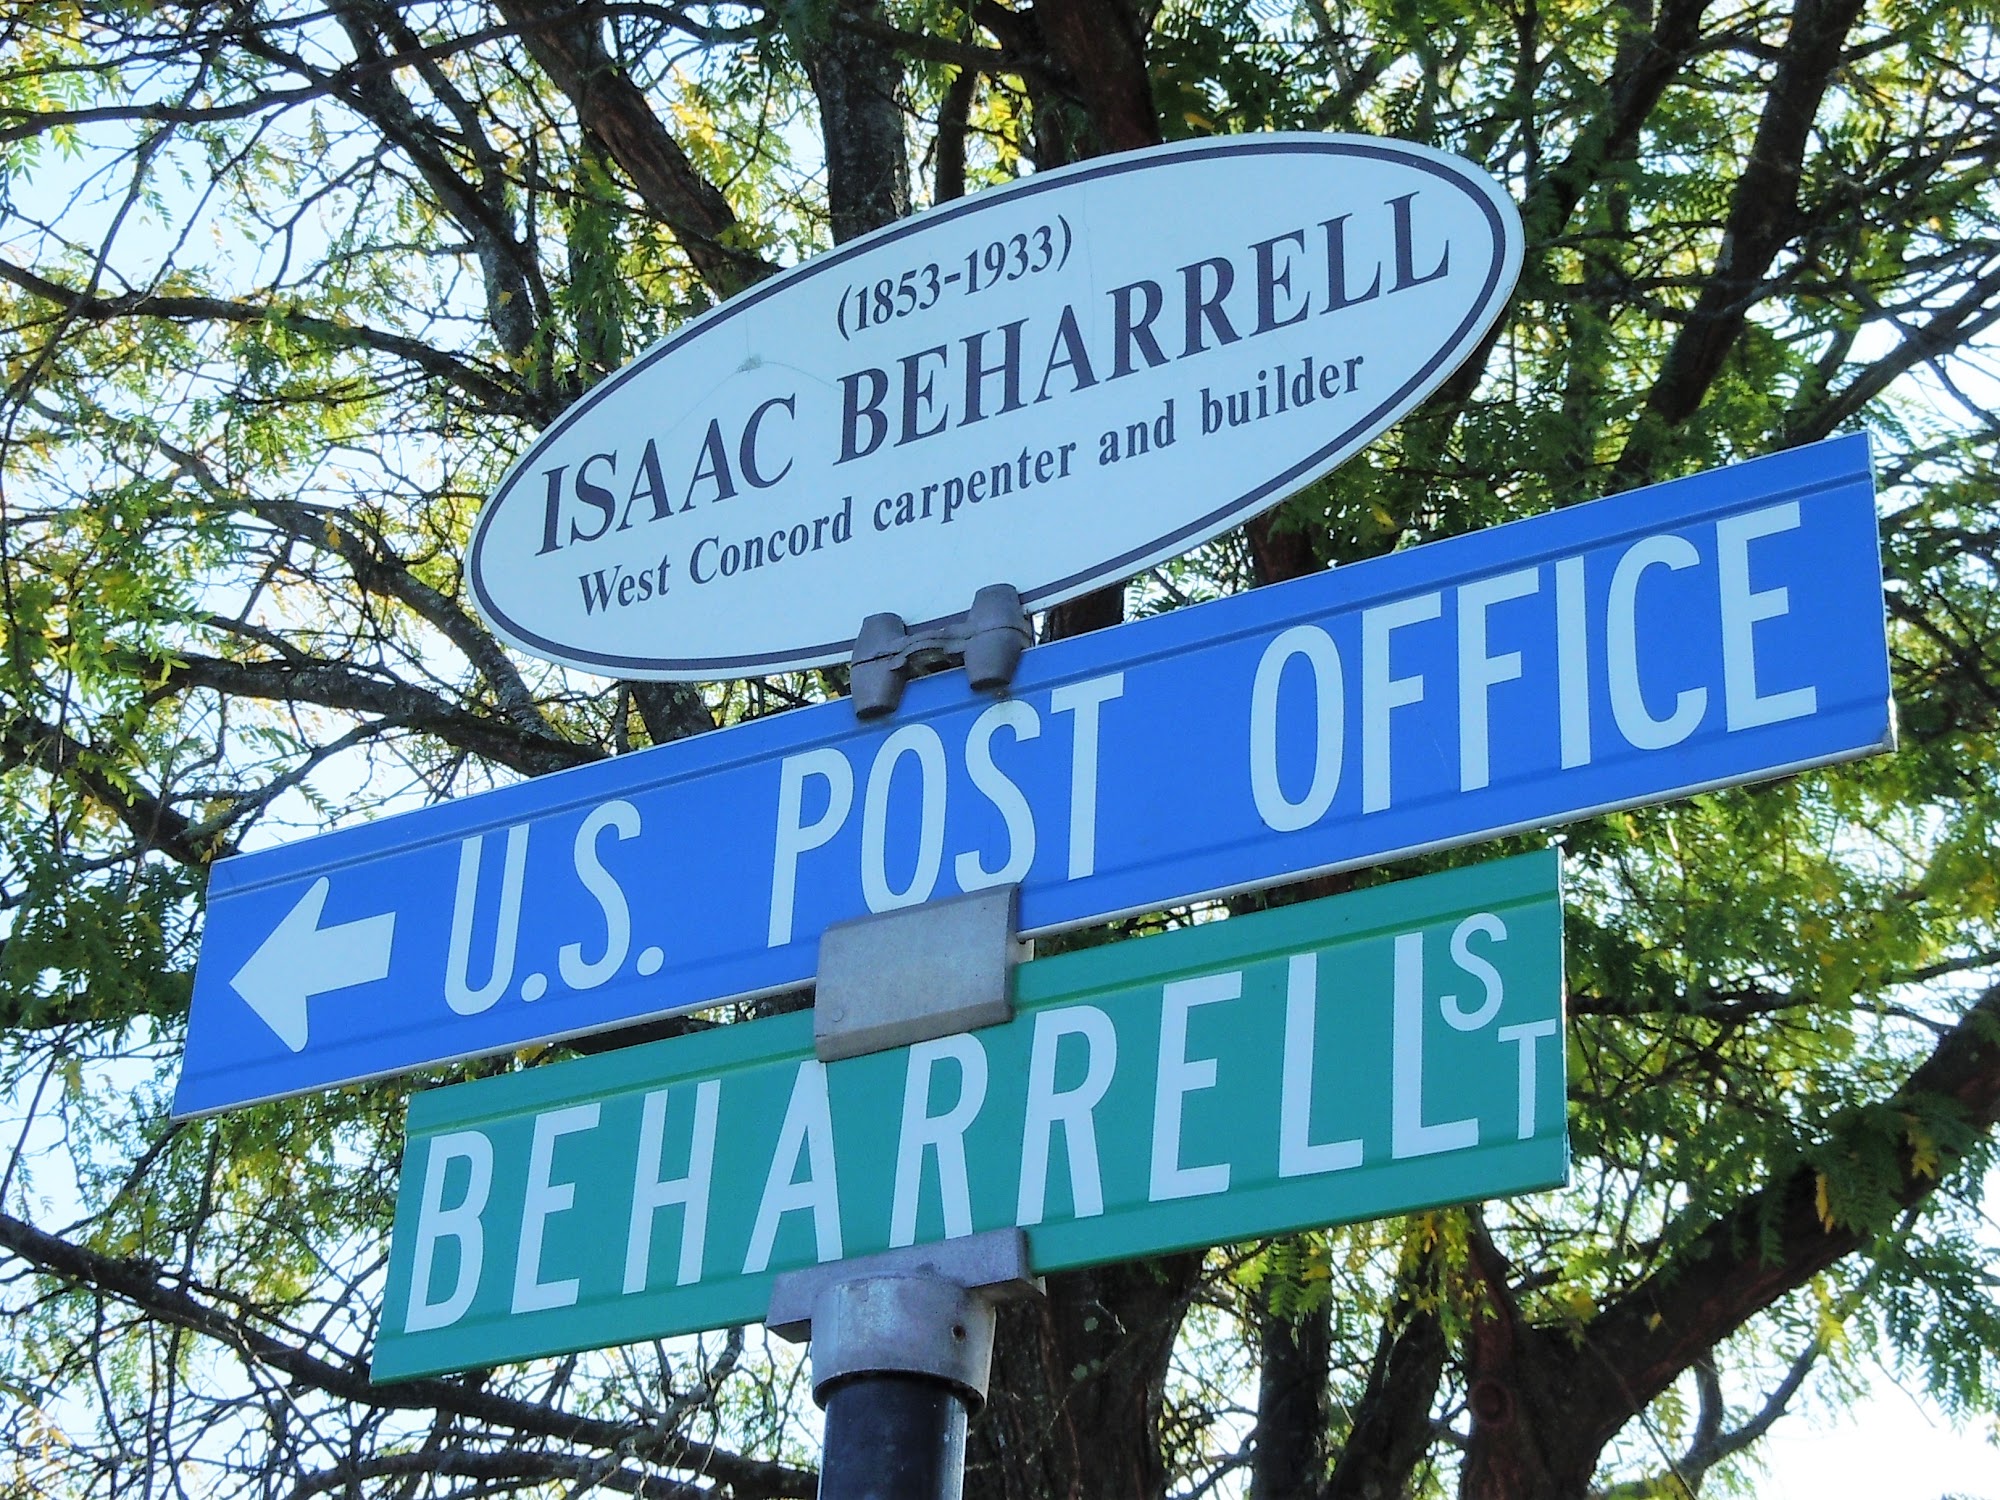 (1853-1933)
ISAAC BEHARRELL
West Concord carpenter and builder
U.S. POST OFFICE
BEHARRELL ST